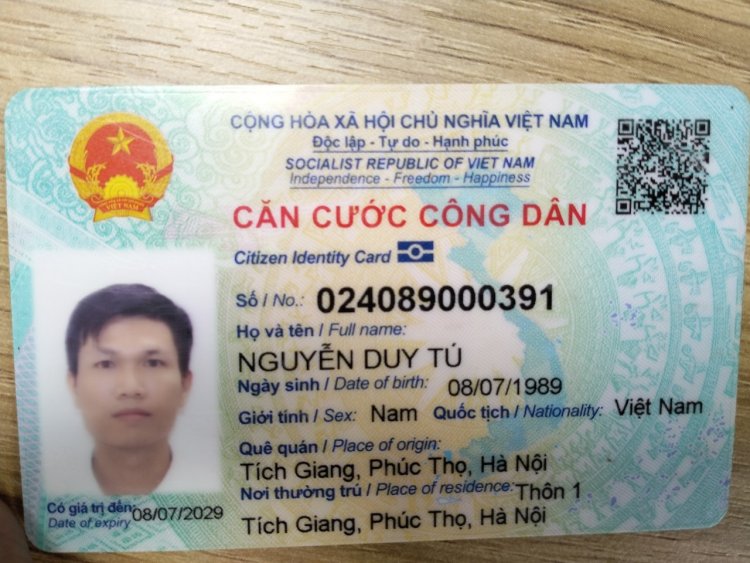 CỘNG HÒA XÃ HỘI CHỦ NGHĨA VIỆT NAM
Độc lập - Tự do - Hạnh phúc
SOCIALIST REPUBLIC OF VIET NAM
Independence - Freedom - Happiness
CĂN CƯỚC CÔNG DÂN
Citizen Identity Card
Số / No.: 024089000391
Họ và tên / Full name:
NGUYỄN DUY TÚ
Ngày sinh / Date of birth: 08/07/1989
Giới tính / Sex: Nam Quốc tịch / Nationality: Việt Nam
Quê quán / Place of origin:
Tích Giang, Phúc Thọ, Hà Nội
Nơi thường trú / Place of residence: Thôn 1
Tích Giang, Phúc Thọ, Hà Nội
Có giá trị đến: 08/07/2029
Date of expiry
VIỆT NAM